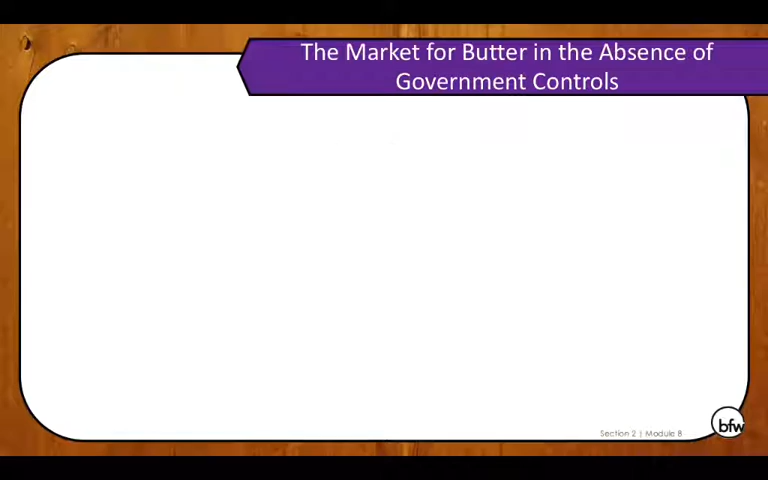 The Market for Butter in the Absence of
Government Controls
Section 2 | Module 8
bfw